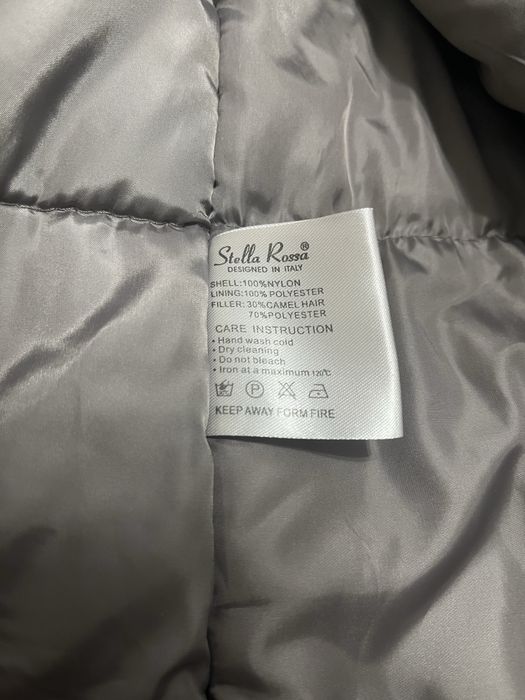 Stella Rossa®
DESIGNED IN ITALY
SHELL:100%NYLON
LINING:100% POLYESTER
FILLER: 30%CAMEL HAIR
70%POLYESTER
CARE INSTRUCTION
• Hand wash cold
• Dry cleaning
• Do not bleach
• Iron at a maximum 120℃
P
KEEP AWAY FORM FIRE